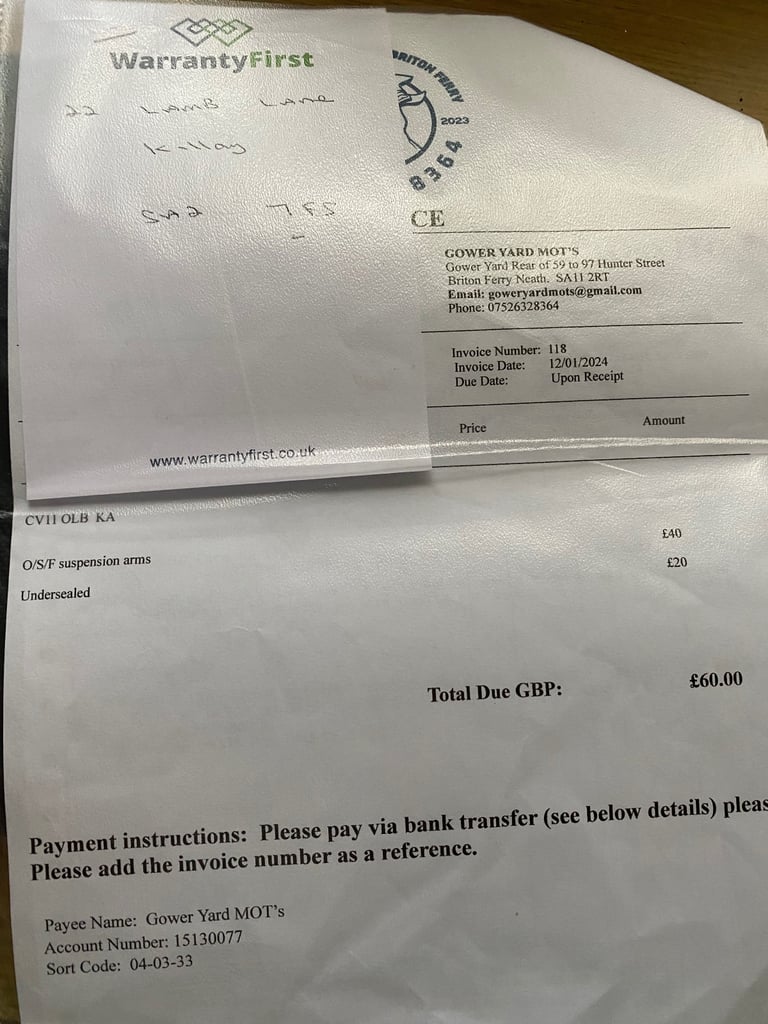 WarrantyFirst
22 LAMB LANE
Killay
SA2 7FS
www.warrantyfirst.co.uk
BRITON FERRY
2023
8364
CE
GOWER YARD MOT'S
Gower Yard Rear of 59 to 97 Hunter Street
Briton Ferry Neath. SA11 2RT
Email: goweryardmots@gmail.com
Phone: 07526328364
Invoice Number: 118
Invoice Date: 12/01/2024
Due Date: Upon Receipt
Price Amount
CV11 OLB KA
O/S/F suspension arms £40
Undersealed £20
Total Due GBP: £60.00
Payment instructions: Please pay via bank transfer (see below details) pleas
Please add the invoice number as a reference.
Payee Name: Gower Yard MOT's
Account Number: 15130077
Sort Code: 04-03-33